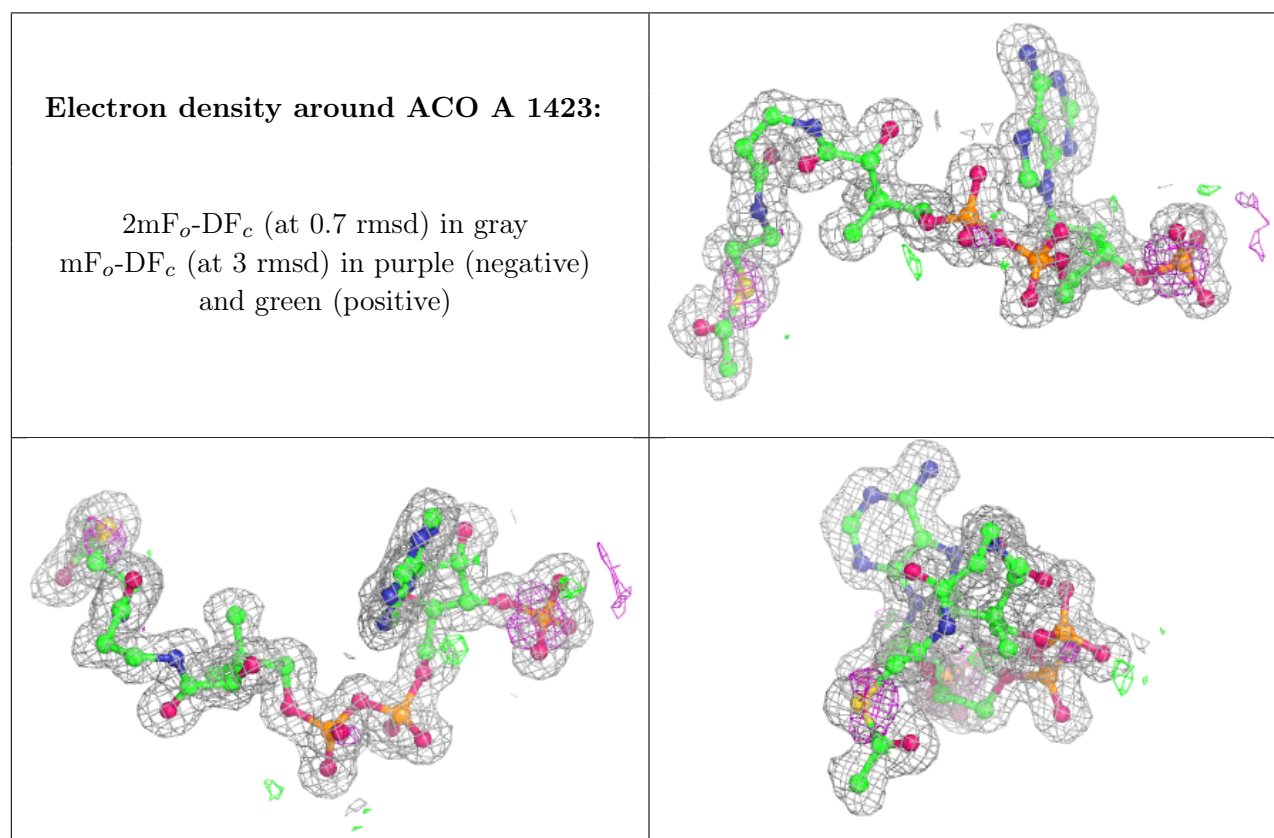 Electron density around ACO A 1423:
2mFo-DFc (at 0.7 rmsd) in gray
mFo-DFc (at 3 rmsd) in purple (negative)
and green (positive)